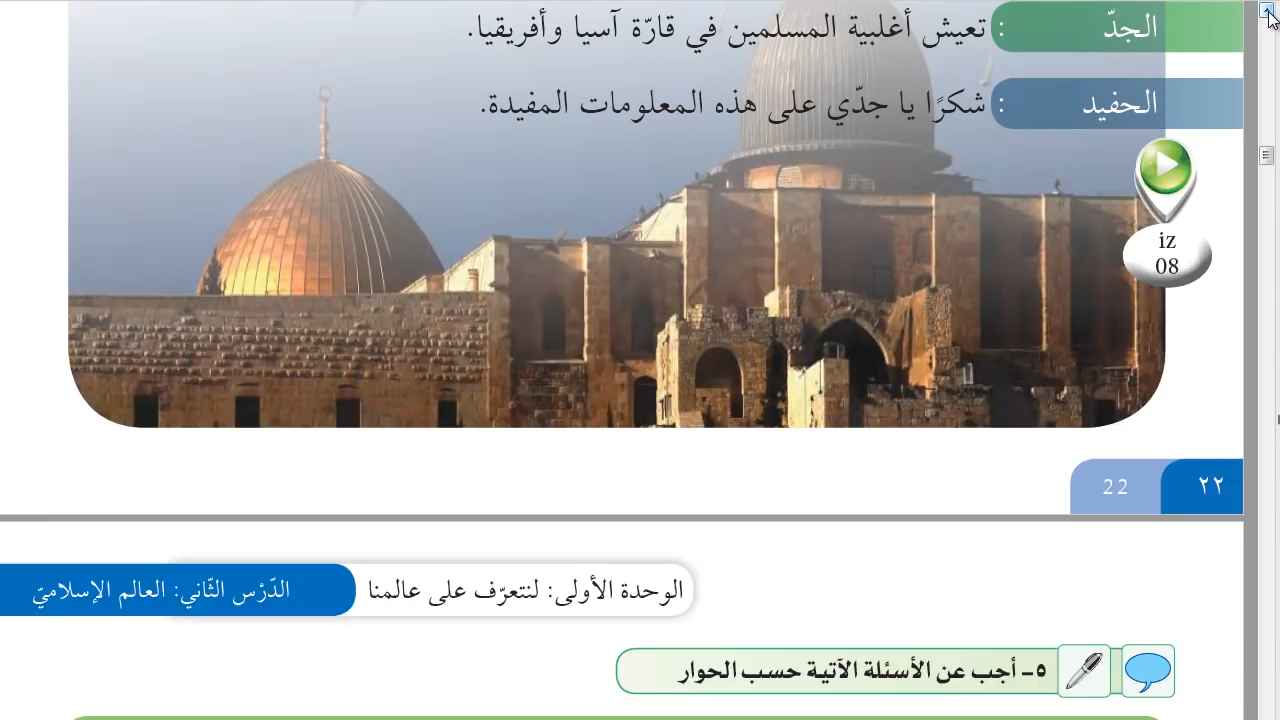 الجدّ : تعيش أغلبية المسلمين في قارّة آسيا وأفريقيا.
الحفيد : شكرًا يا جدّي على هذه المعلومات المفيدة.
iz
08
٢٢ 22
الوحدة الأولى: لنتعرّف على عالمنا الدّرْس الثّاني: العالم الإسلاميّ
٥- أجب عن الأسئلة الآتية حسب الحوار